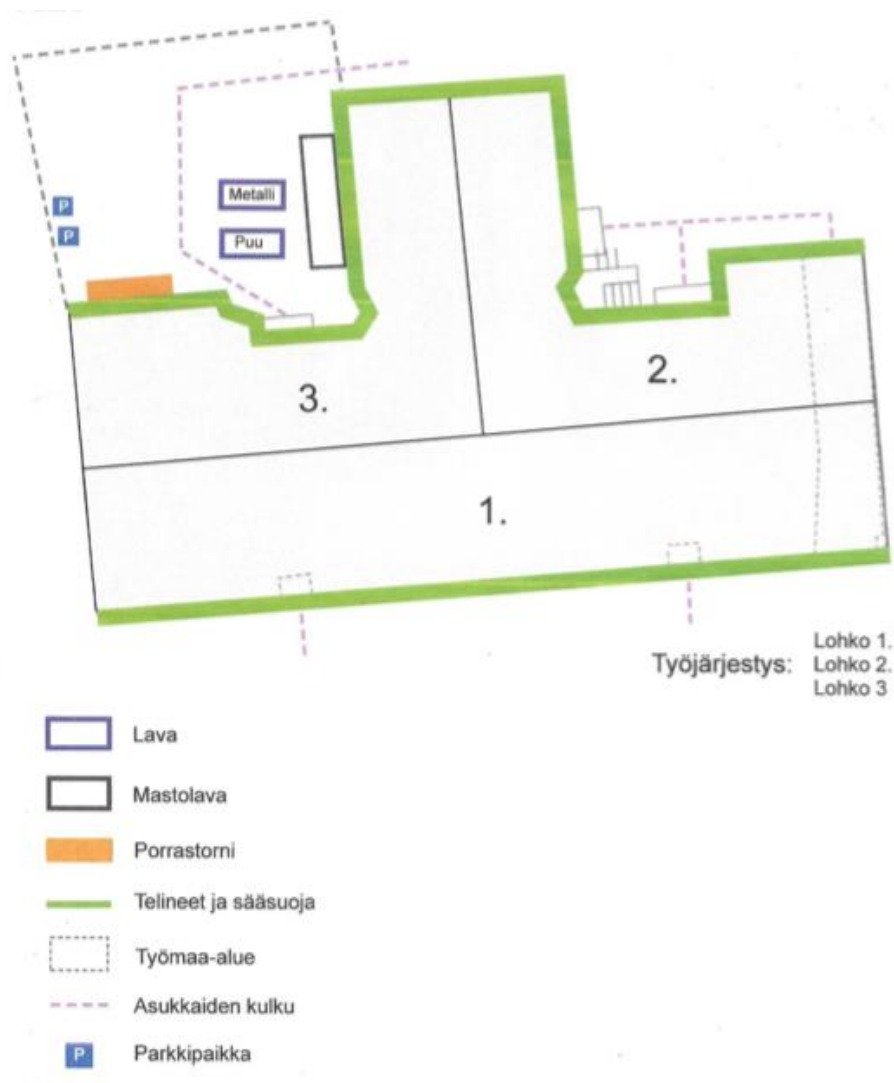 Metalli
Puu
P
P
3.
2.
1.
Työjärjestys:
Lohko 1.
Lohko 2.
Lohko 3
Lava
Mastolava
Porrastorni
Telineet ja sääsuoja
Työmaa-alue
Asukkaiden kulku
P Parkkipaikka